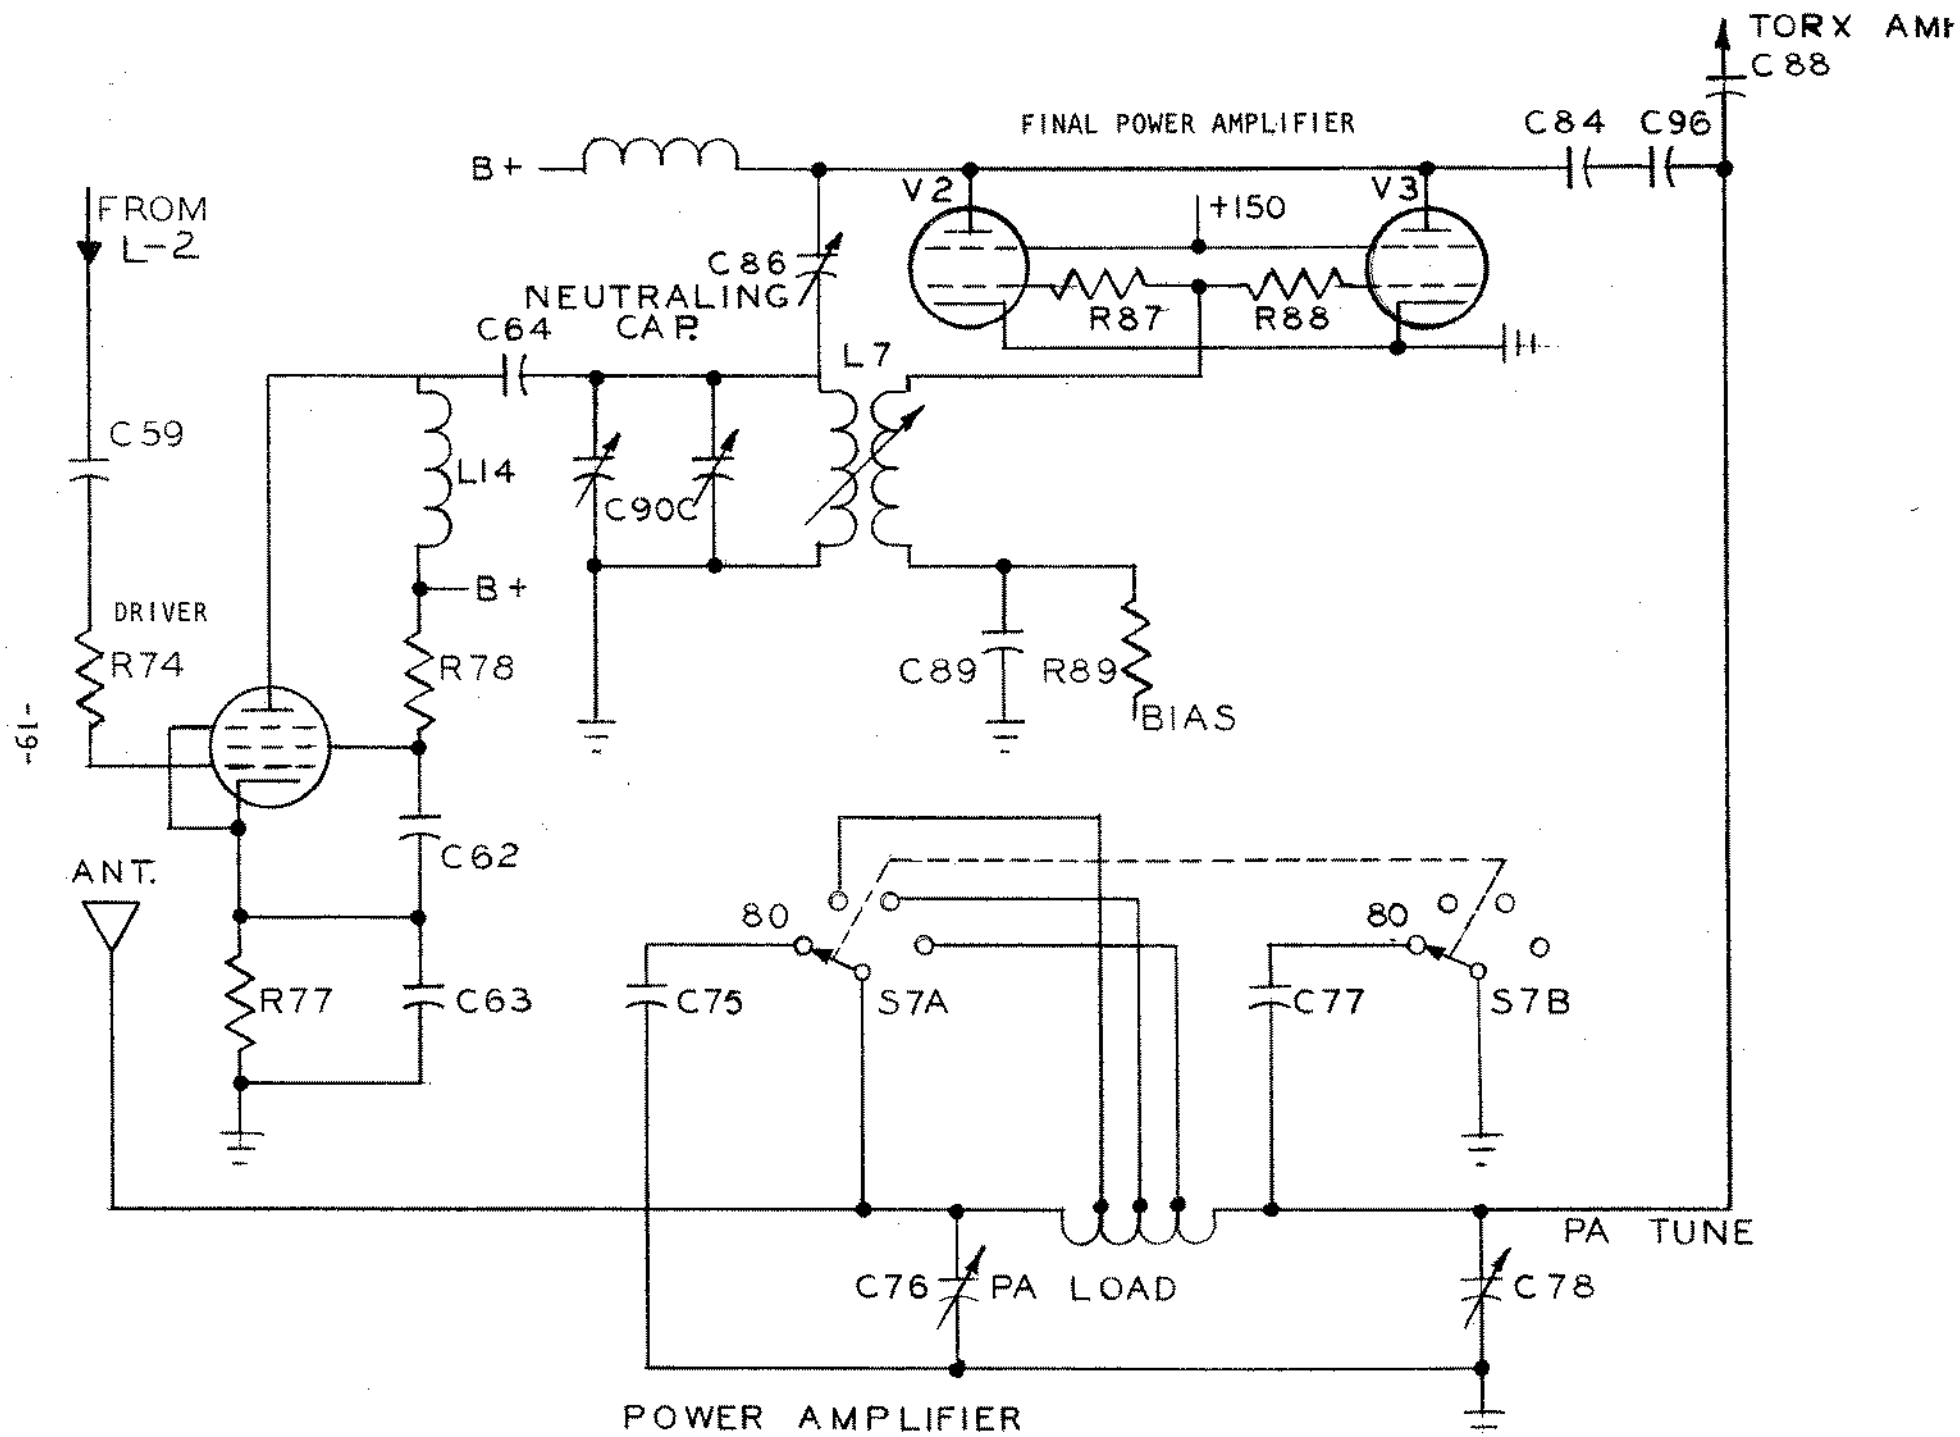 TORX AM
C88
FINAL POWER AMPLIFIER
C84
C96
B+
V2
V3
+150
FROM
L-2
C86
NEUTRALING
CAP.
C64
R87
R88
L7
C59
L14
C90C
B+
DRIVER
R74
R78
C89
R89
BIAS
-19-
C62
ANT.
80
80
R77
C63
C75
S7A
C77
S7B
PA TUNE
C76
PA LOAD
C78
POWER AMPLIFIER